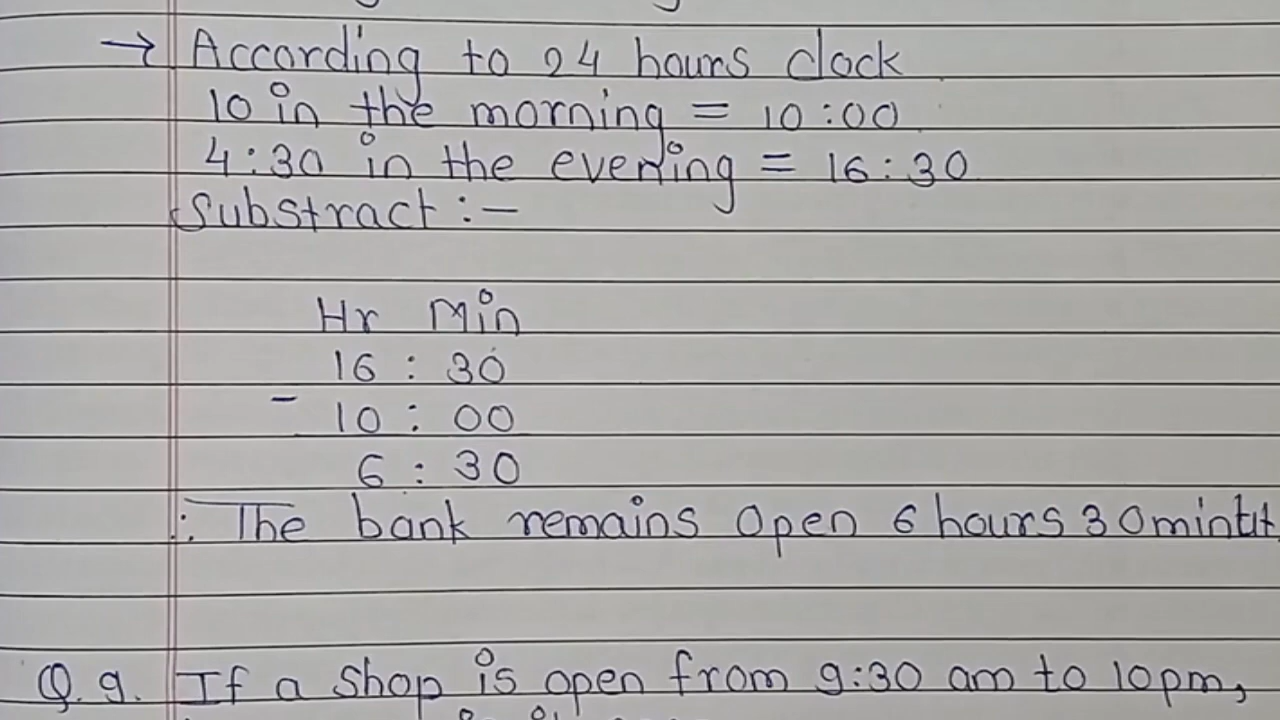 → According to 24 hours clock
10 in the morning = 10:00
4:30 in the evening = 16:30
Substract :-
Hr Min
16 : 30
- 10 : 00
6 : 30
∴ The bank remains open 6 hours 30
Q.9. If a shop is open from 9:30 am to 10pm,